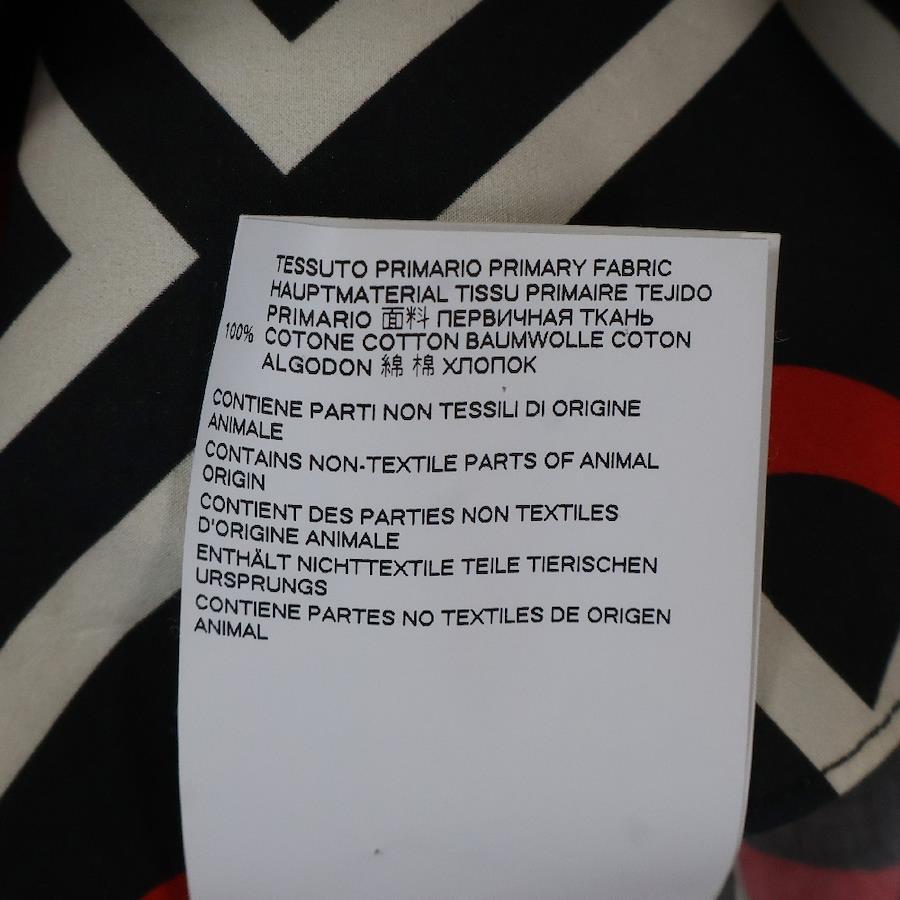 TESSUTO PRIMARIO PRIMARY FABRIC
HAUPTMATERIAL TISSU PRIMAIRE TEJIDO
PRIMARIO 面料 ПЕРВИЧНАЯ ТКАНЬ
100% COTONE COTTON BAUMWOLLE COTON
ALGODON 綿 棉 ХЛОПОК
CONTIENE PARTI NON TESSILI DI ORIGINE
ANIMALE
CONTAINS NON-TEXTILE PARTS OF ANIMAL
ORIGIN
CONTIENT DES PARTIES NON TEXTILES
D'ORIGINE ANIMALE
ENTHÄLT NICHTTEXTILE TEILE TIERISCHEN
URSPRUNGS
CONTIENE PARTES NO TEXTILES DE ORIGEN
ANIMAL